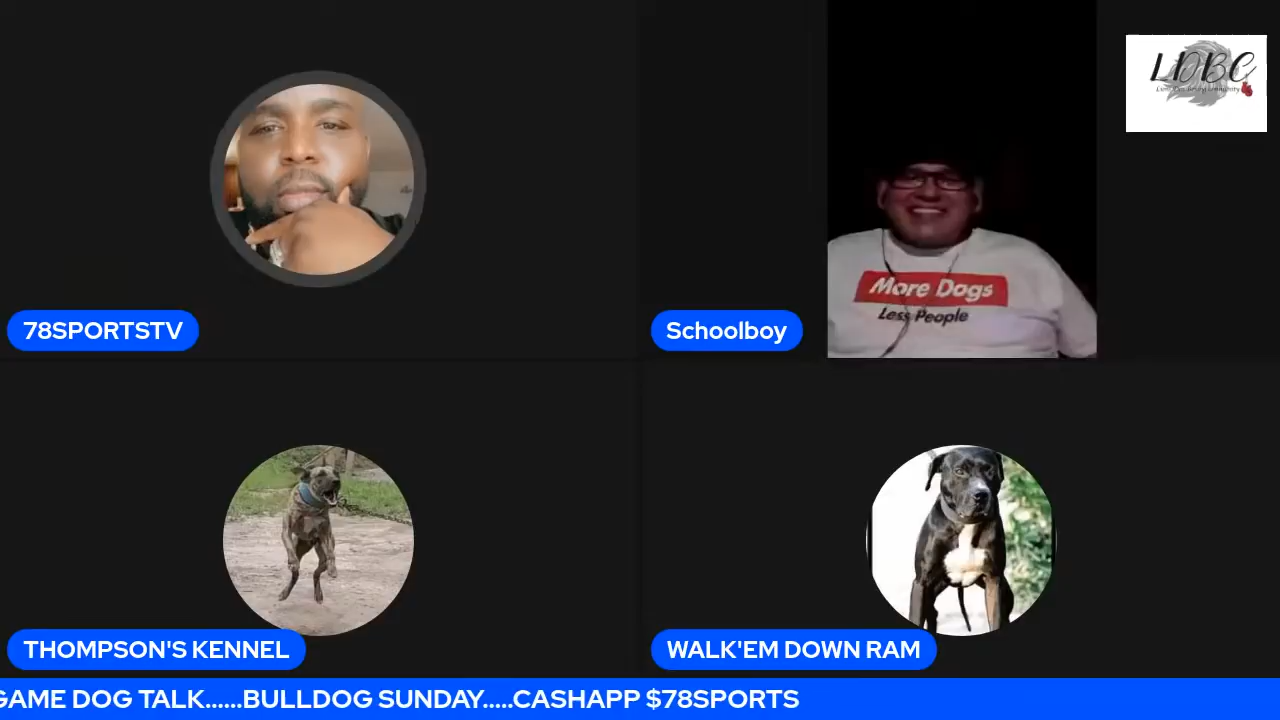 LDBC
78SPORTSTV
Schoolboy
More Dogs
Less People
THOMPSON'S KENNEL
WALK'EM DOWN RAM
GAME DOG TALK......BULLDOG SUNDAY.....CASHAPP $78SPORTS